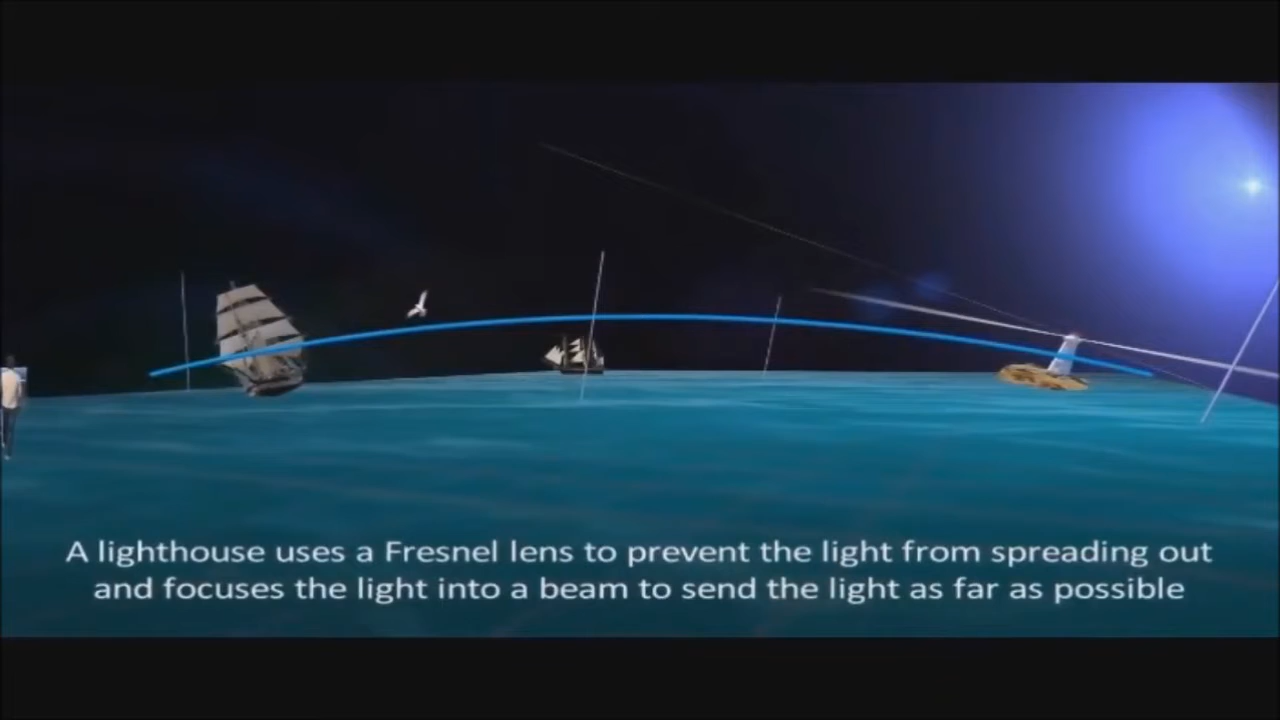 A lighthouse uses a Fresnel lens to prevent the light from spreading out
and focuses the light into a beam to send the light as far as possible